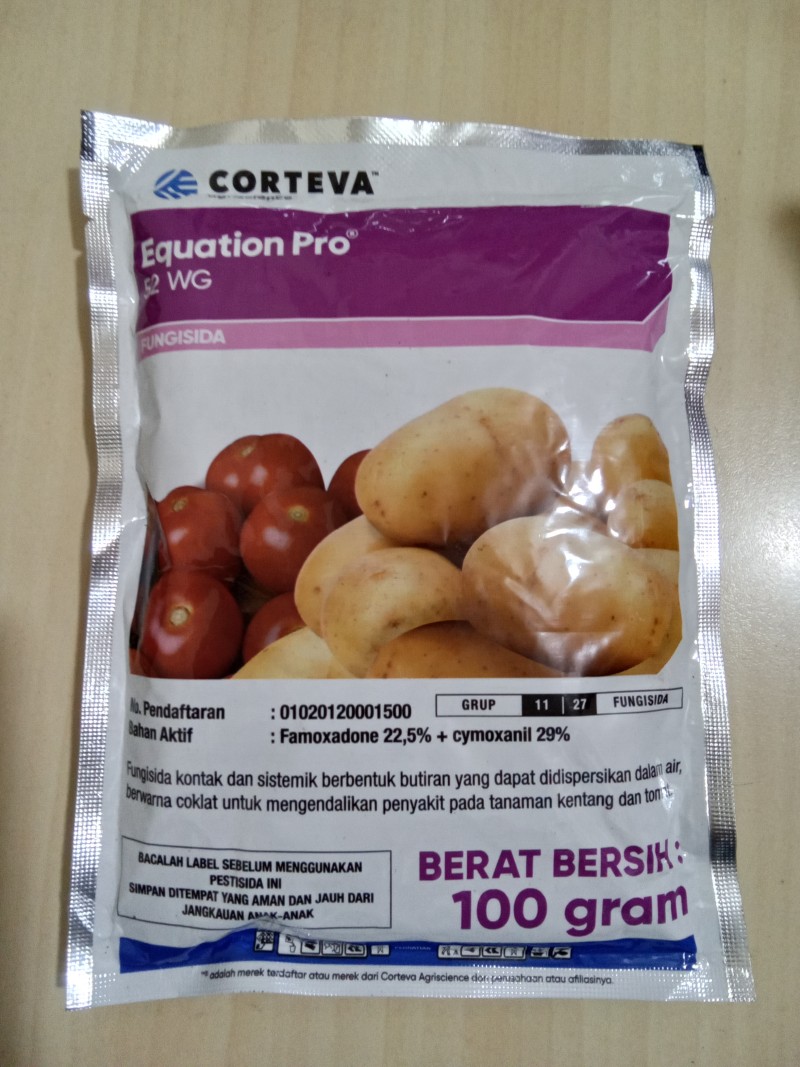 CORTEVA™
Equation Pro®
52 WG
FUNGISIDA
No. Pendaftaran : 01020120001500
GRUP 11 27 FUNGISIDA
Bahan Aktif : Famoxadone 22,5% + cymoxanil 29%
Fungisida kontak dan sistemik berbentuk butiran yang dapat didispersikan dalam air,
berwarna coklat untuk mengendalikan penyakit pada tanaman kentang dan tomat.
BACALAH LABEL SEBELUM MENGGUNAKAN
PESTISIDA INI
SIMPAN DITEMPAT YANG AMAN DAN JAUH DARI
JANGKAUAN ANAK-ANAK
BERAT BERSIH :
100 gram
adalah merek terdaftar atau merek dari Corteva Agriscience dan perusahaan atau afiliasinya.